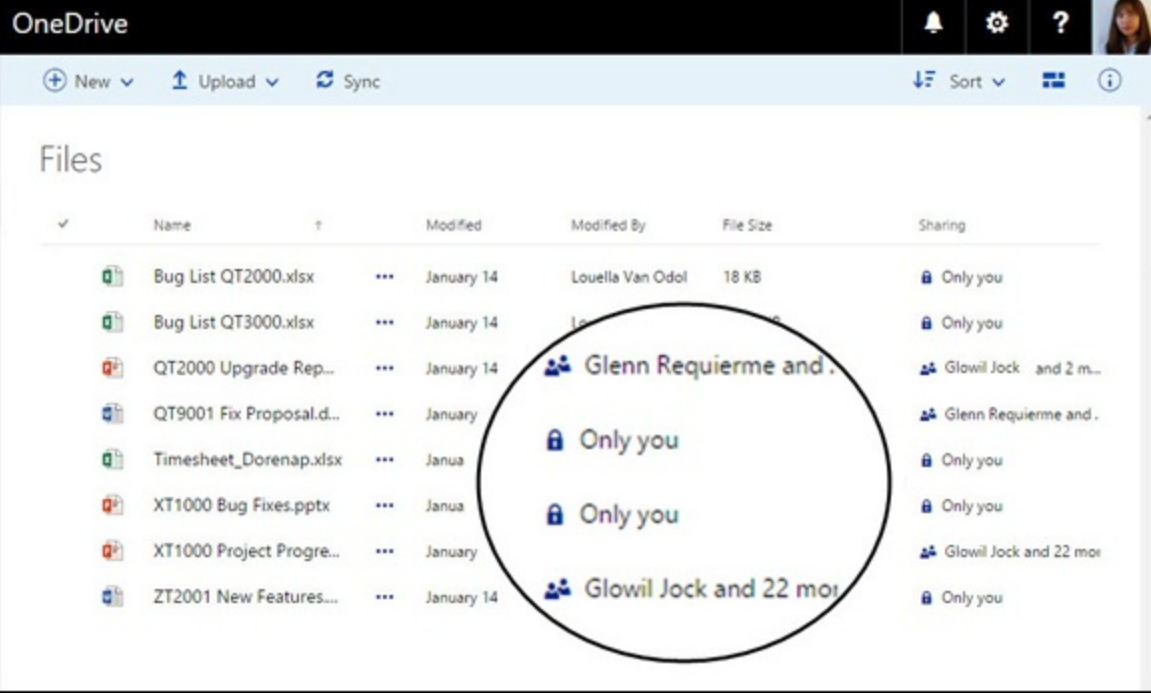 OneDrive
?
New Upload Sync Sort
Files
Name Modified Modified By File Size Sharing
Bug List QT2000.xlsx ... January 14 Louella Van Odol 18 KB Only you
Bug List QT3000.xlsx ... January 14 Only you
QT2000 Upgrade Rep... ... January 14 Glowil Jock and 2 m...
QT9001 Fix Proposal.d... ... January Glenn Requierme and .
Timesheet_Dorenap.xlsx ... Janua Only you
XT1000 Bug Fixes.pptx ... Janua Only you
XT1000 Project Progre... ... January Glowil Jock and 22 mor
ZT2001 New Features.... ... January 14 Only you
Glenn Requierme and .
Only you
Only you
Glowil Jock and 22 mor